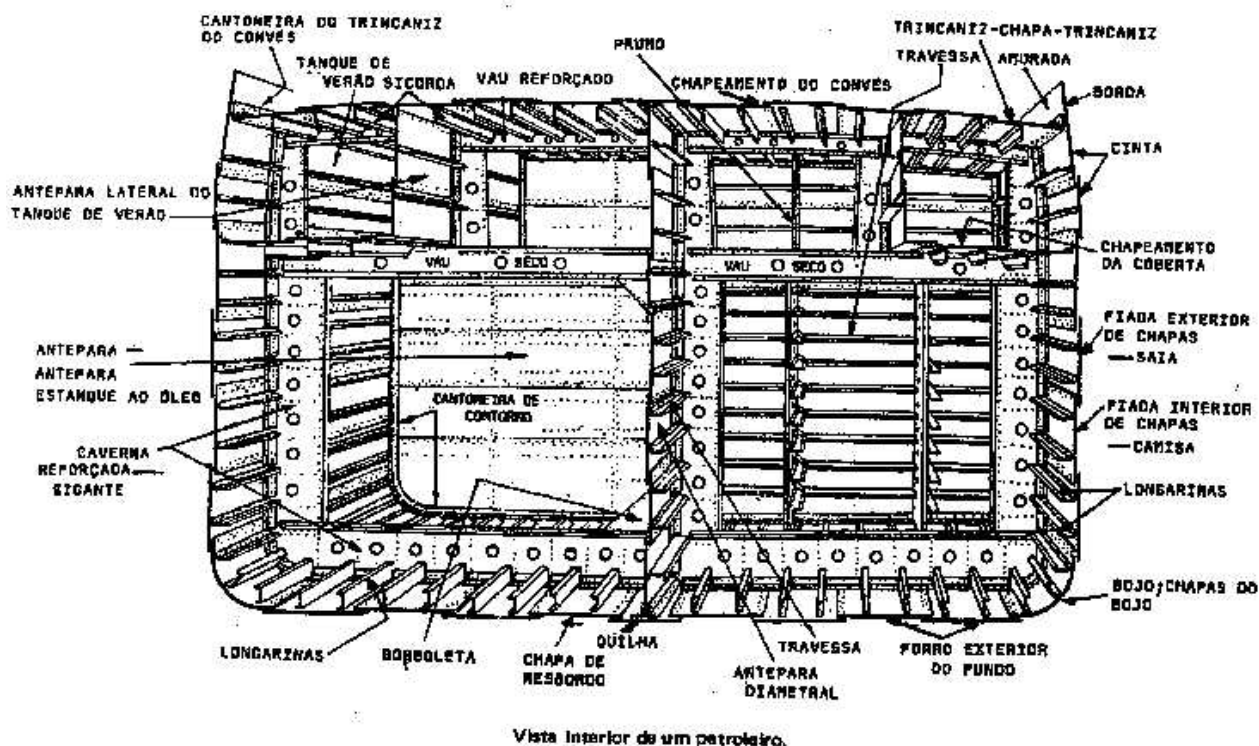 CANTONEIRA DO TRINCANIZ
DO CONVÉS
TANQUE DE
VERÃO
SICORDA
VAU REFORÇADO
PRUMO
CHAPEAMENTO DO CONVÉS
TRINCANIZ-CHAPA-TRINCANIZ
TRAVESSA
AMURADA
BORDA
CINTA
ANTEPARA LATERAL DO
TANQUE DE VERÃO
CHAPEAMENTO
DA COBERTA
VAU
SECO
VAU
SECO
FIADA EXTERIOR
DE CHAPAS
—SAIA
ANTEPARA —
ANTEPARA
ESTANQUE AO ÓLEO
CANTONEIRA DE
CONTORNO
FIADA INTERIOR
DE CHAPAS
—CAMISA
CAVERNA
REFORÇADA—
GIGANTE
LONGARINAS
BOJO;CHAPAS DO
BOJO
LONGARINAS
BORBOLETA
CHAPA DE
RESBORDO
QUILHA
ANTEPARA
DIAMETRAL
TRAVESSA
FORRO EXTERIOR
DO FUNDO
Vista Interior de um petroleiro.